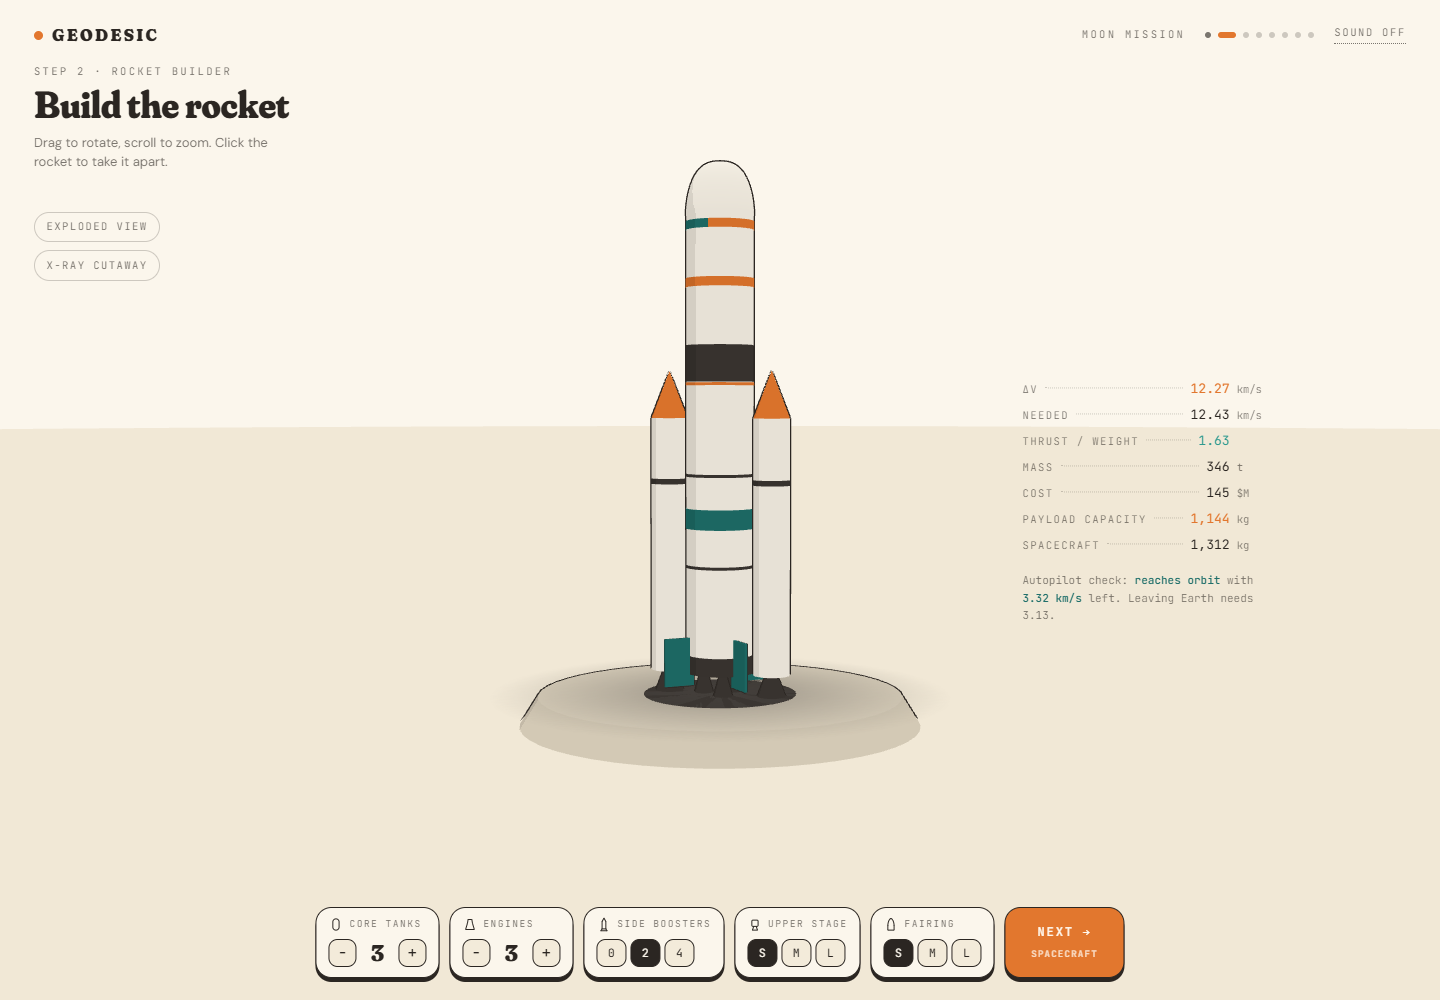 GEODESIC
MOON MISSION
SOUND OFF
STEP 2 · ROCKET BUILDER
Build the rocket
Drag to rotate, scroll to zoom. Click the
rocket to take it apart.
EXPLODED VIEW
X-RAY CUTAWAY
ΔV 12.27 km/s
NEEDED 12.43 km/s
THRUST / WEIGHT 1.63
MASS 346 t
COST 145 $M
PAYLOAD CAPACITY 1,144 kg
SPACECRAFT 1,312 kg
Autopilot check: reaches orbit with
3.32 km/s left. Leaving Earth needs
3.13.
CORE TANKS
- 3 +
ENGINES
- 3 +
SIDE BOOSTERS
0 2 4
UPPER STAGE
S M L
FAIRING
S M L
NEXT →
SPACECRAFT